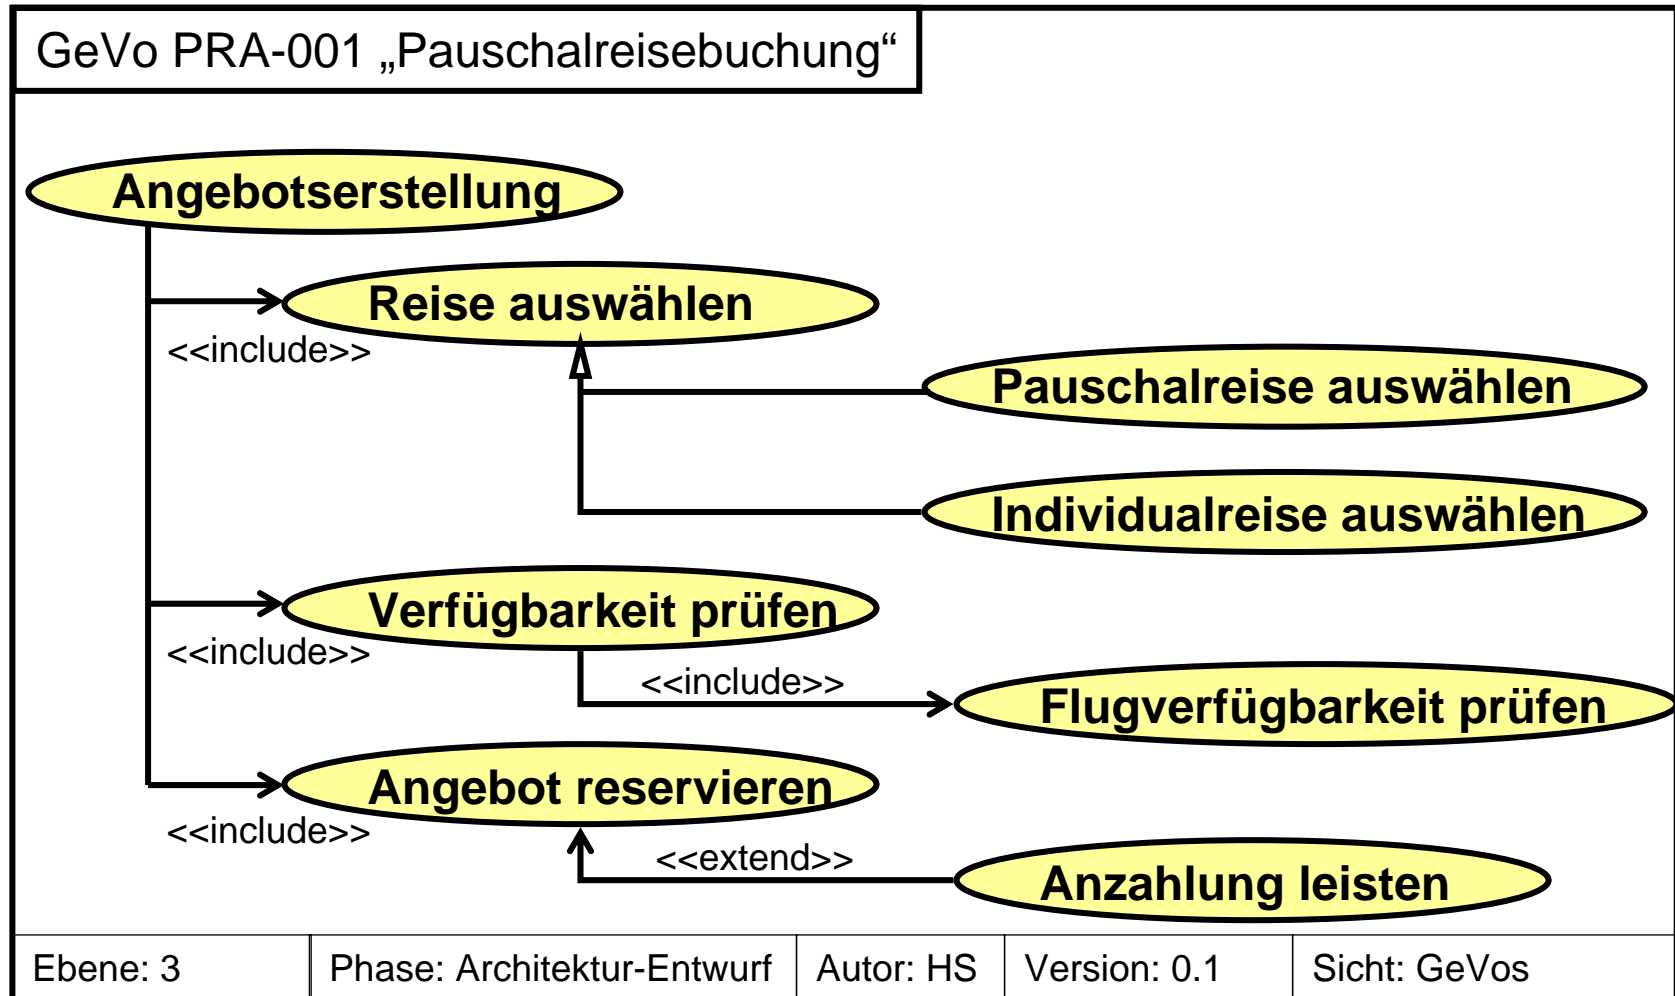 GeVo PRA-001 „Pauschalreisebuchung“
Angebotserstellung
Reise auswählen
<<include>>
Pauschalreise auswählen
Individualreise auswählen
Verfügbarkeit prüfen
<<include>>
<<include>>
Flugverfügbarkeit prüfen
Angebot reservieren
<<include>>
<<extend>>
Anzahlung leisten
Ebene: 3
Phase: Architektur-Entwurf
Autor: HS
Version: 0.1
Sicht: GeVos